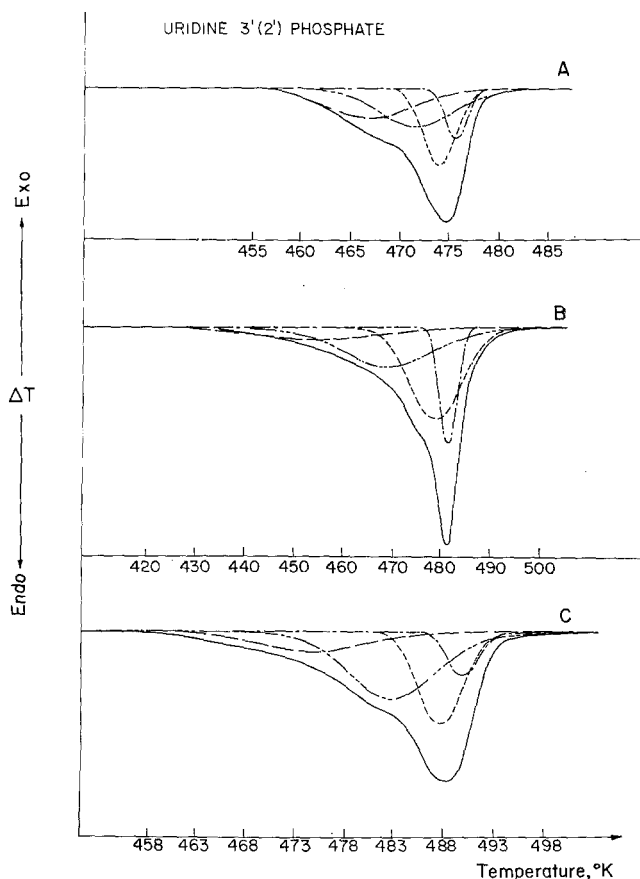 URIDINE 3'(2') PHOSPHATE
A
455 460 465 470 475 480 485
B
420 430 440 450 460 470 480 490 500
C
458 463 468 473 478 483 488 493 498
Temperature, °K
Endo ΔT Exo